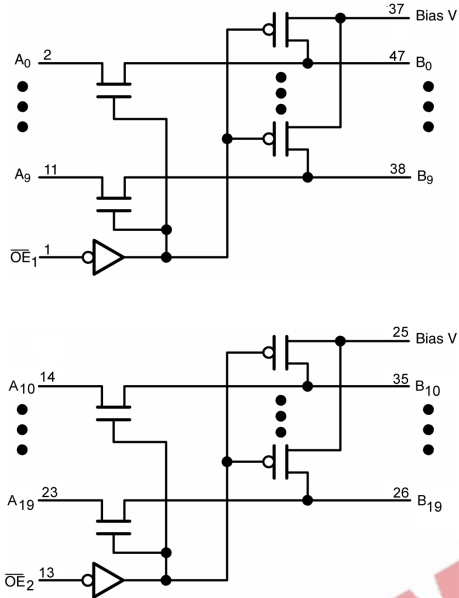 37 Bias V
A0 2 47 B0
A9 11 38 B9
OE1 1
25 Bias V
A10 14 35 B10
A19 23 26 B19
OE2 13